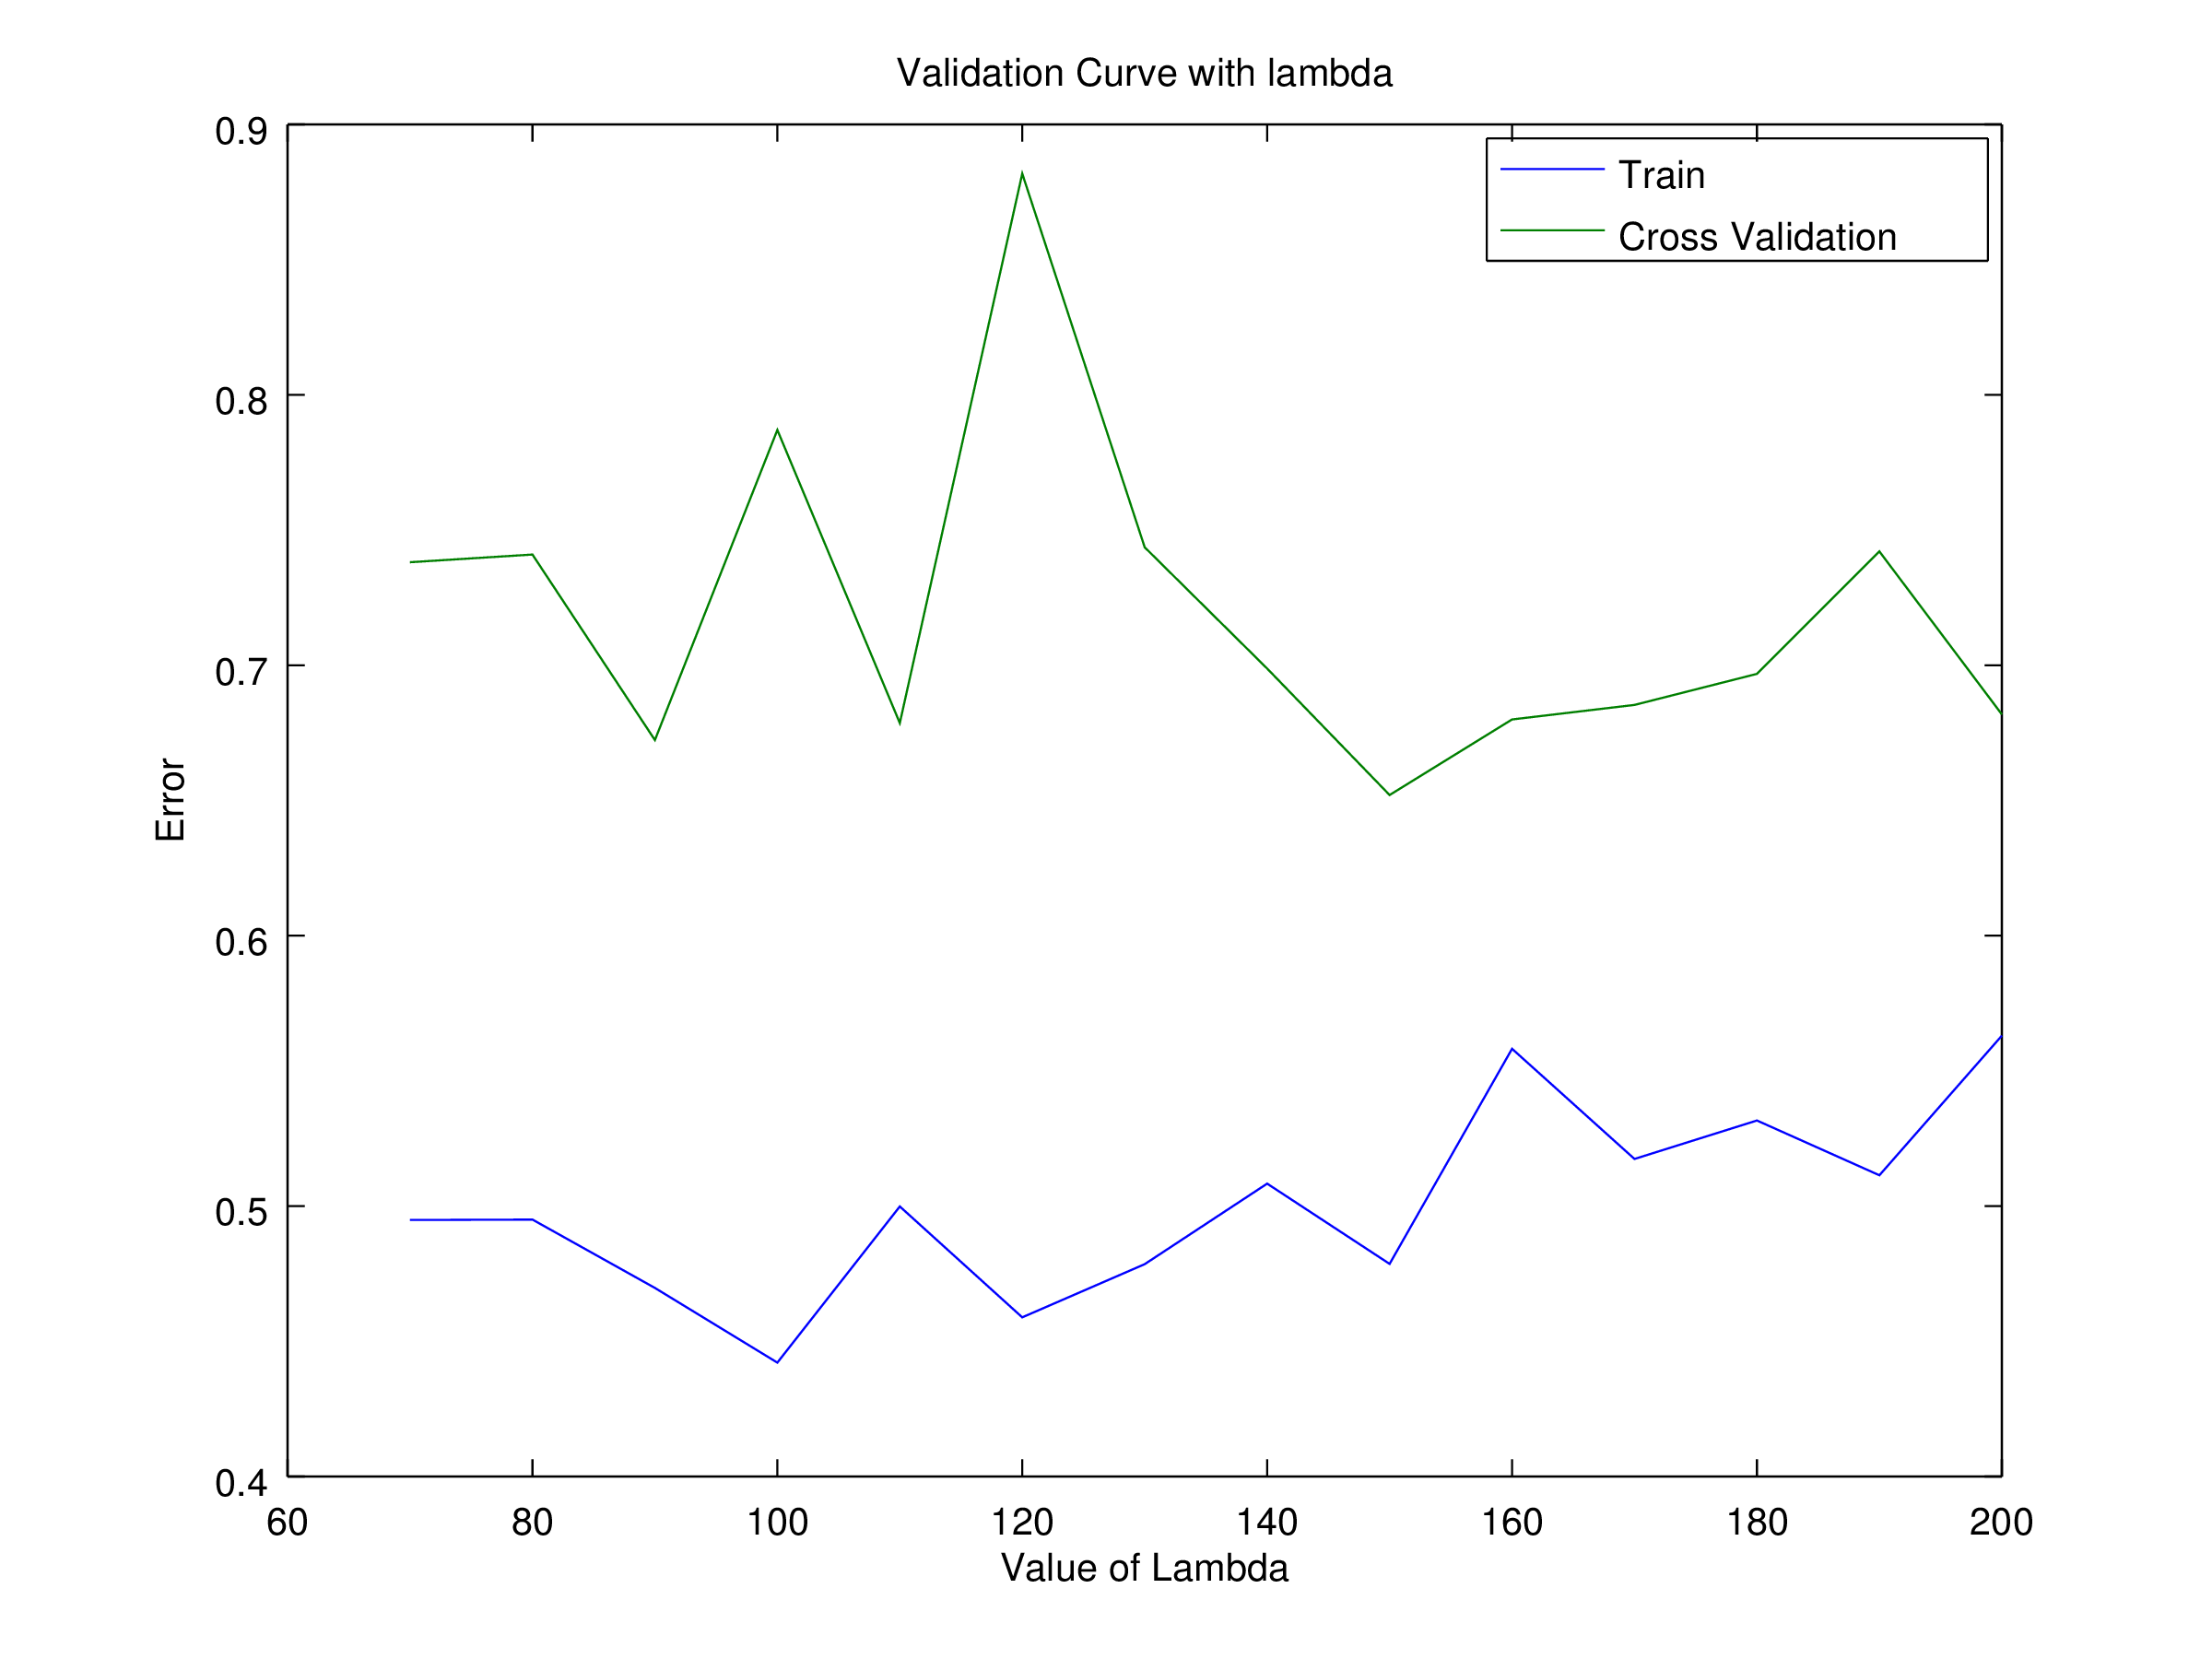 Validation Curve with lambda
0.9
Train
Cross Validation
0.8
0.7
Error
0.6
0.5
0.4
60 80 100 120 140 160 180 200
Value of Lambda